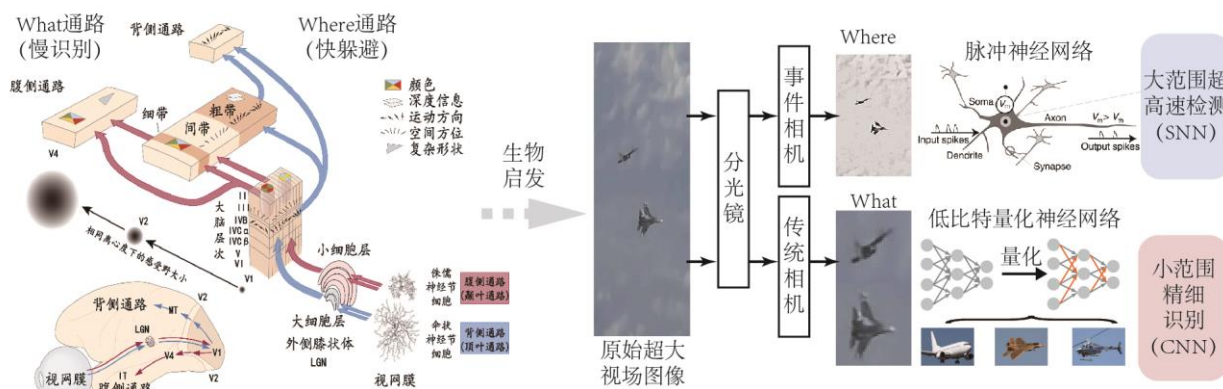 What通路
(慢识别)
背侧通路
Where通路
(快躲避)
腹侧通路
细带
粗带
间带
V4
颜色
深度信息
运动方向
空间方位
复杂形状
V2
相同离心度下的感受野大小
V1
大脑层次
II
III
IVB
IVC α
IVC β
V
VI
小细胞层
大细胞层
外侧膝状体
LGN
侏儒
神经节
细胞
腹侧通路
(颞叶通路)
伞状
神经节
细胞
背侧通路
(顶叶通路)
视网膜
背侧通路
V2
MT
LGN
V4
V1
IT
V2
视网膜
腹侧通路
生物
启发
原始超大
视场图像
分光镜
事件相机
传统相机
Where
What
脉冲神经网络
Soma
Vm
Axon
Vm> Vth
Input spikes
Output spikes
Dendrite
Synapse
大范围超
高速检测
(SNN)
低比特量化神经网络
量化
小范围
精细
识别
(CNN)